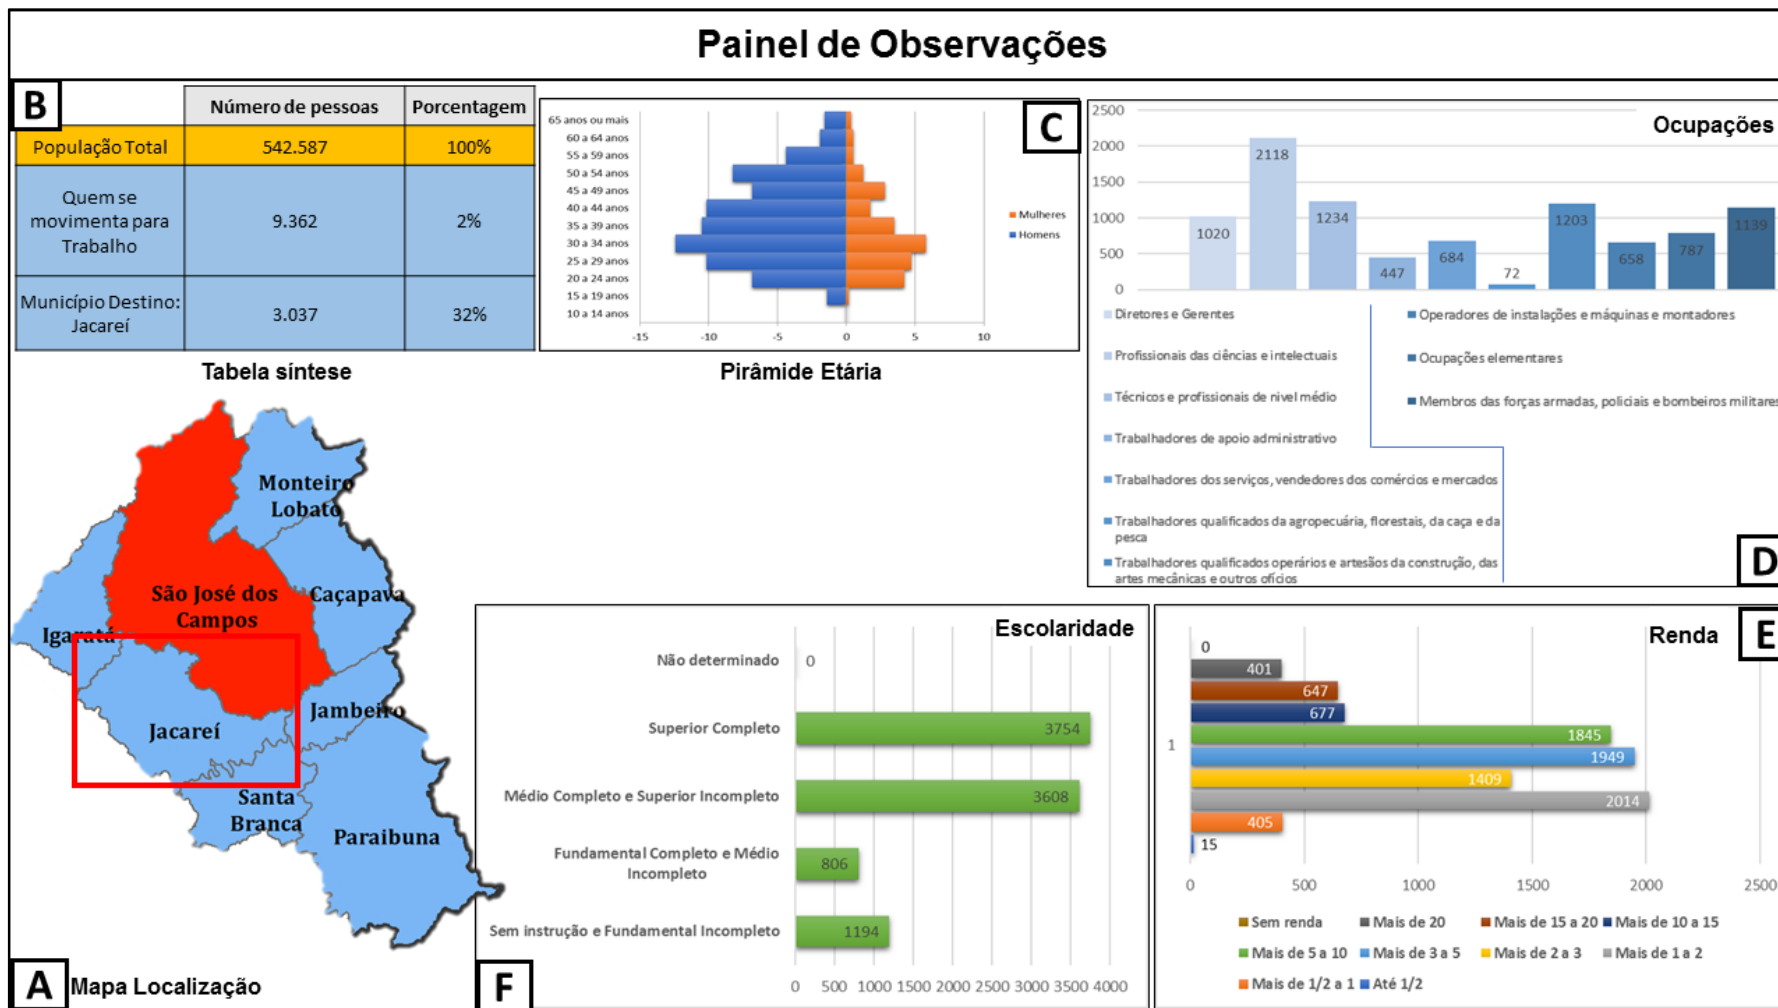 Painel de Observações
B
Número de pessoas Porcentagem
População Total 542.587 100%
Quem se
movimenta para
Trabalho
9.362 2%
Município Destino:
Jacareí
3.037 32%
Tabela síntese
C
65 anos ou mais
60 a 64 anos
55 a 59 anos
50 a 54 anos
45 a 49 anos
40 a 44 anos
35 a 39 anos
30 a 34 anos
25 a 29 anos
20 a 24 anos
15 a 19 anos
10 a 14 anos
-15 -10 -5 0 5 10
Mulheres
Homens
Pirâmide Etária
Ocupações
2500
2000
1500
1000
500
0
1020 2118 1234 447 684 72 1203 658 787 1139
Diretores e Gerentes
Profissionais das ciências e intelectuais
Técnicos e profissionais de nivel médio
Trabalhadores de apoio administrativo
Trabalhadores dos serviços, vendedores dos comércios e mercados
Trabalhadores qualificados da agropecuária, florestais, da caça e da
pesca
Trabalhadores qualificados operários e artesãos da construção, das
artes mecânicas e outros ofícios
Operadores de instalações e máquinas e montadores
Ocupações elementares
Membros das forças armadas, policiais e bombeiros militares
D
Monteiro
Lobato
São José dos
Campos
Caçapava
Igaratá
Jacareí
Jambeiro
Santa
Branca
Paraibuna
A
Mapa Localização
Escolaridade
Não determinado 0
Superior Completo 3754
Médio Completo e Superior Incompleto 3608
Fundamental Completo e Médio
Incompleto
806
Sem instrução e Fundamental Incompleto 1194
0 500 1000 1500 2000 2500 3000 3500 4000
F
Renda
E
0
401
647
677
1845
1
1949
1409
2014
405
15
0 500 1000 1500 2000 2500
Sem renda Mais de 20 Mais de 15 a 20 Mais de 10 a 15
Mais de 5 a 10 Mais de 3 a 5 Mais de 2 a 3 Mais de 1 a 2
Mais de 1/2 a 1 Até 1/2